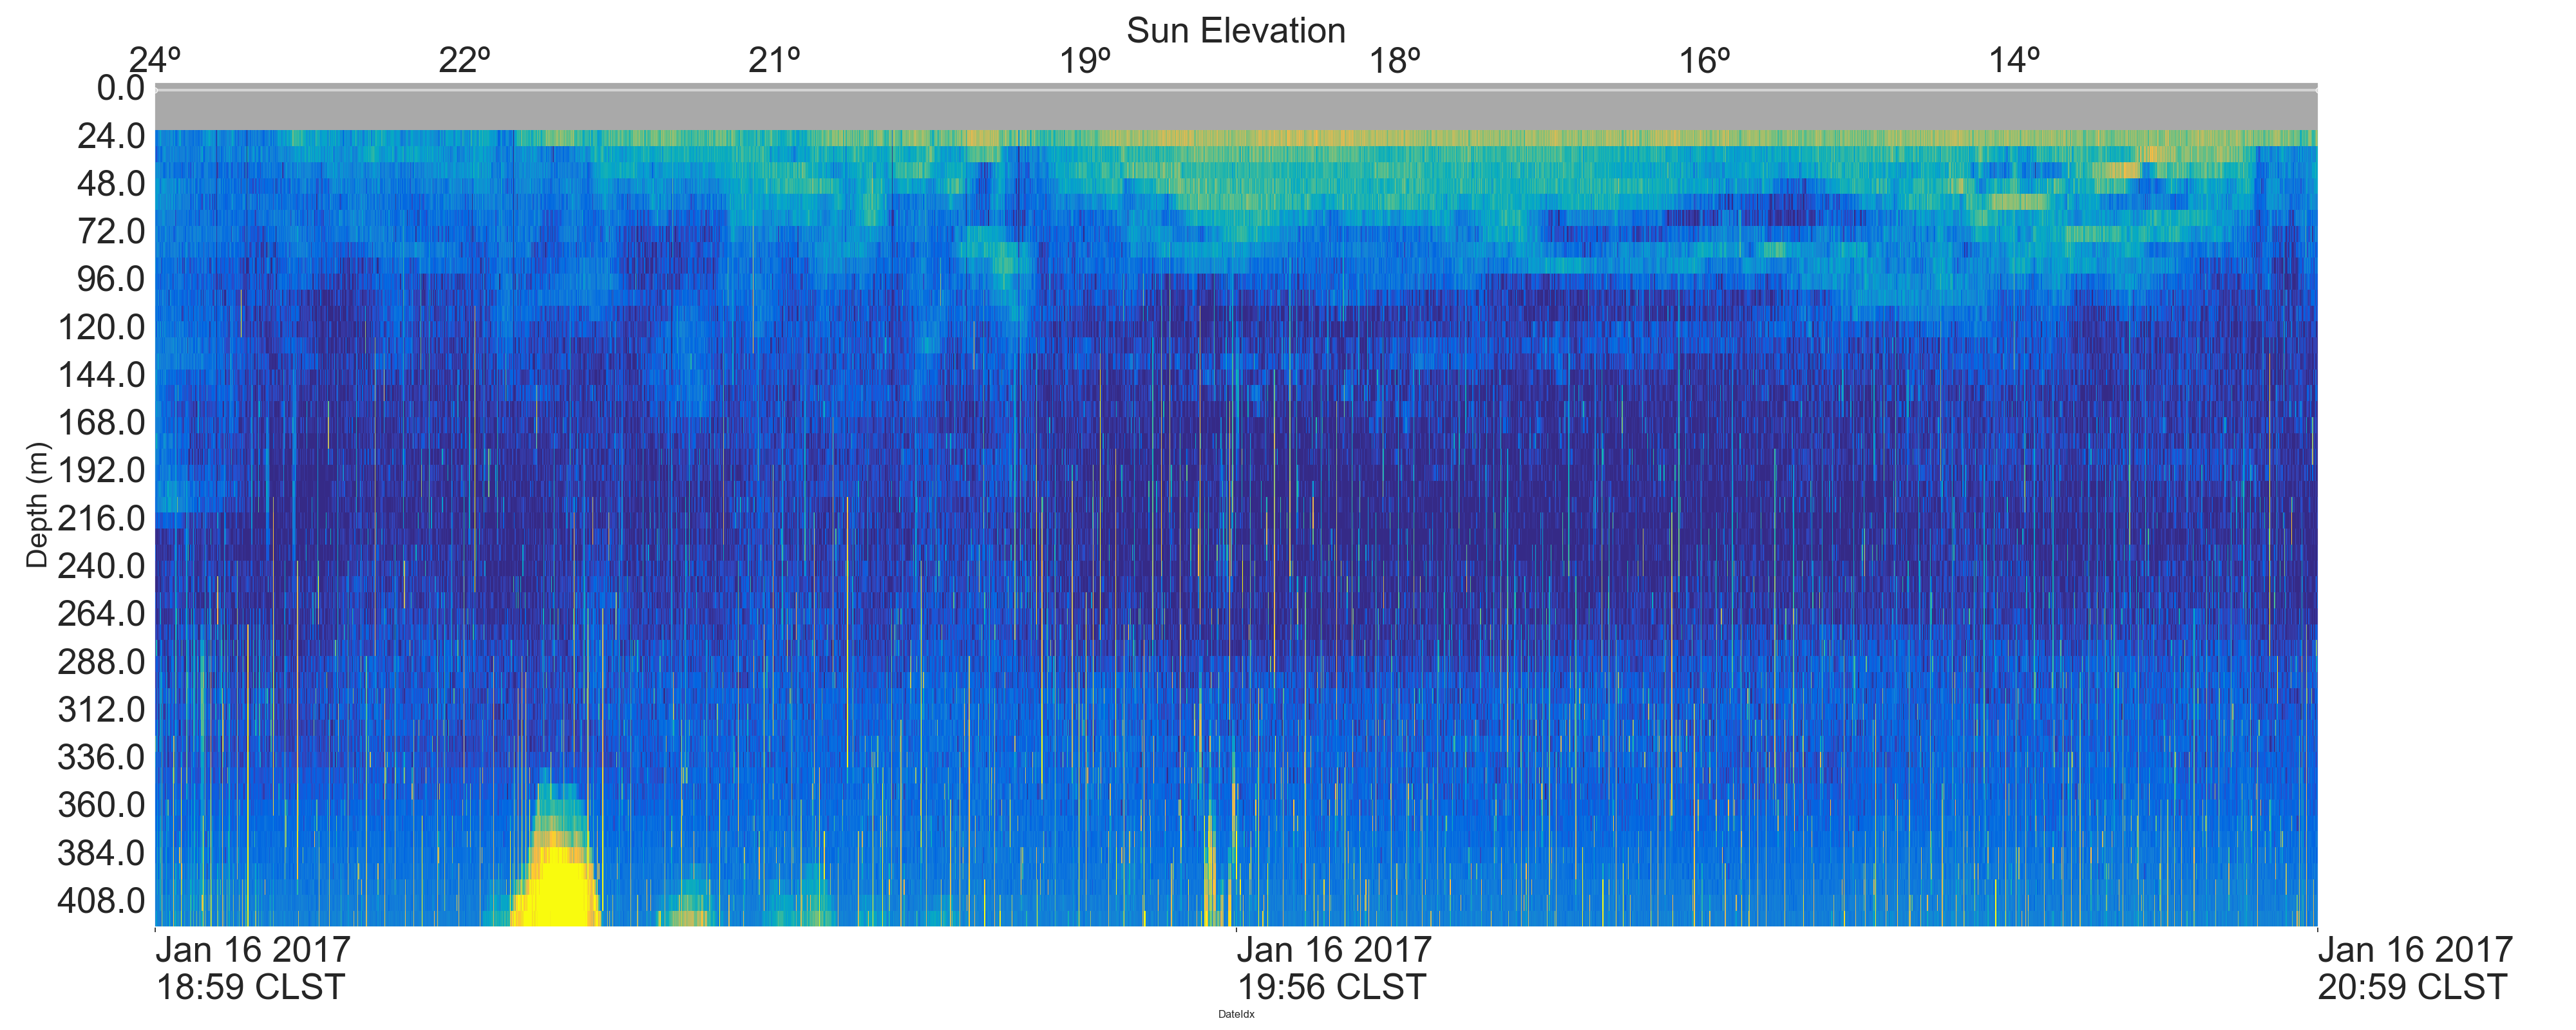 Sun Elevation
24º 22º 21º 19º 18º 16º 14º
0.0
24.0
48.0
72.0
96.0
120.0
144.0
168.0
192.0
216.0
240.0
264.0
288.0
312.0
336.0
360.0
384.0
408.0
Depth (m)
Jan 16 2017
18:59 CLST
Jan 16 2017
19:56 CLST
Jan 16 2017
20:59 CLST
DateIdx